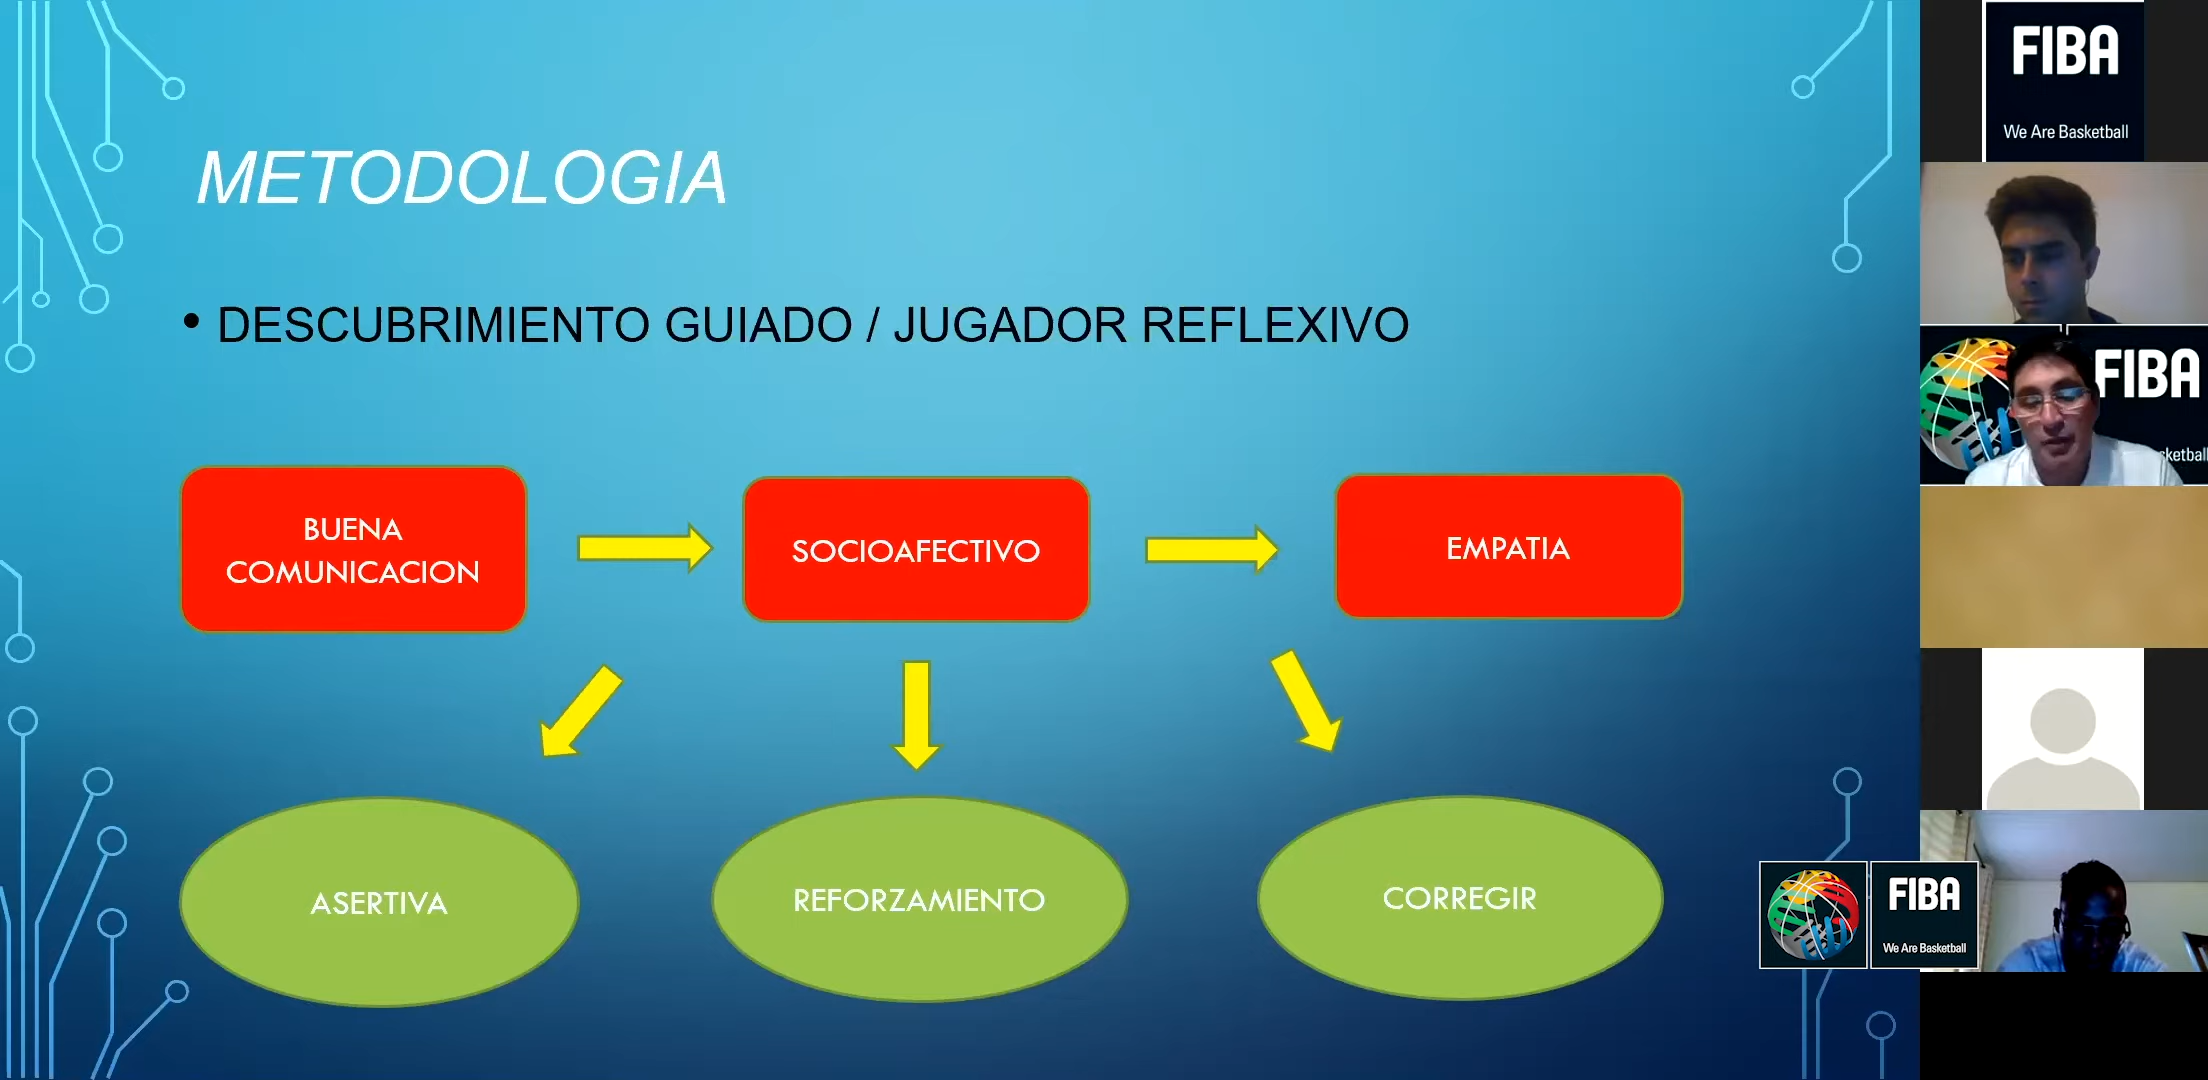 METODOLOGIA
• DESCUBRIMIENTO GUIADO / JUGADOR REFLEXIVO
BUENA
COMUNICACION
SOCIOAFECTIVO
EMPATIA
ASERTIVA
REFORZAMIENTO
CORREGIR
FIBA
We Are Basketball
FIBA
sketball
FIBA
We Are Basketball